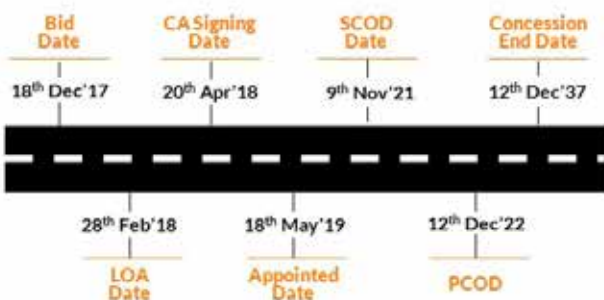 Bid
Date
CA Signing
Date
SCOD
Date
Concession
End Date
18th Dec'17
20th Apr'18
9th Nov'21
12th Dec'37
28th Feb'18
18th May'19
12th Dec'22
LOA
Date
Appointed
Date
PCOD